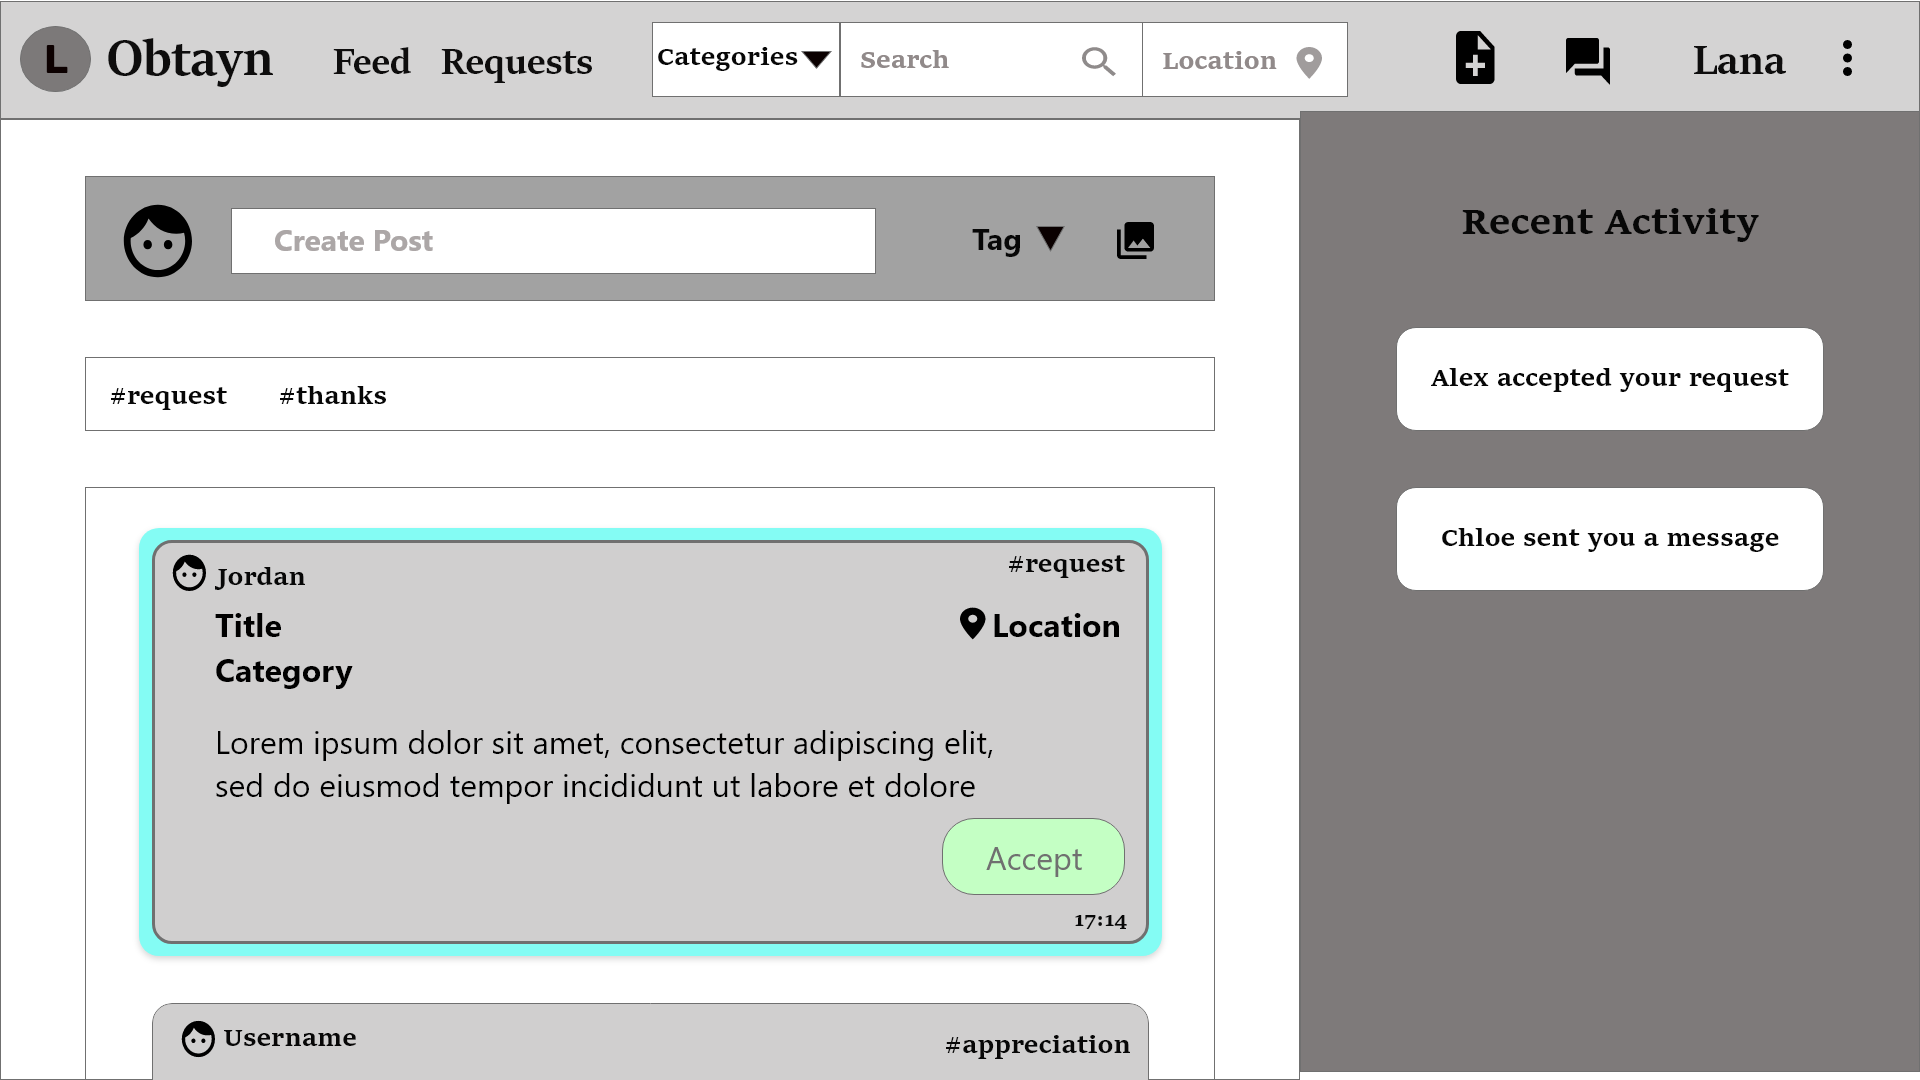 L Obtayn Feed Requests Categories Search Location Lana
Create Post Tag
#request #thanks
Jordan #request
Title Location
Category
Lorem ipsum dolor sit amet, consectetur adipiscing elit,
sed do eiusmod tempor incididunt ut labore et dolore
Accept
17:14
Username #appreciation
Recent Activity
Alex accepted your request
Chloe sent you a message